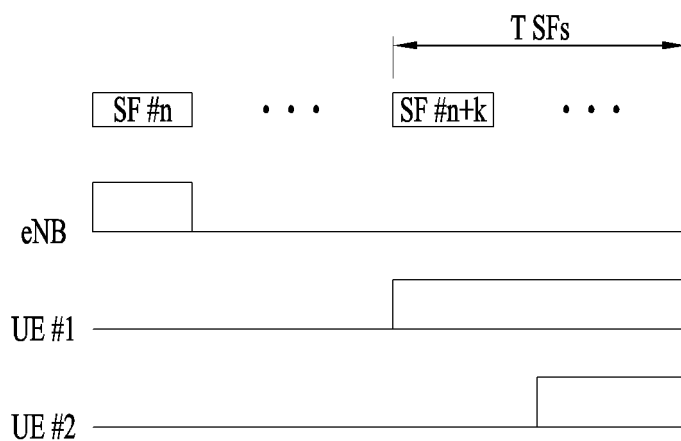 T SFs
SF #n • • • SF #n+k • • •
eNB
UE #1
UE #2